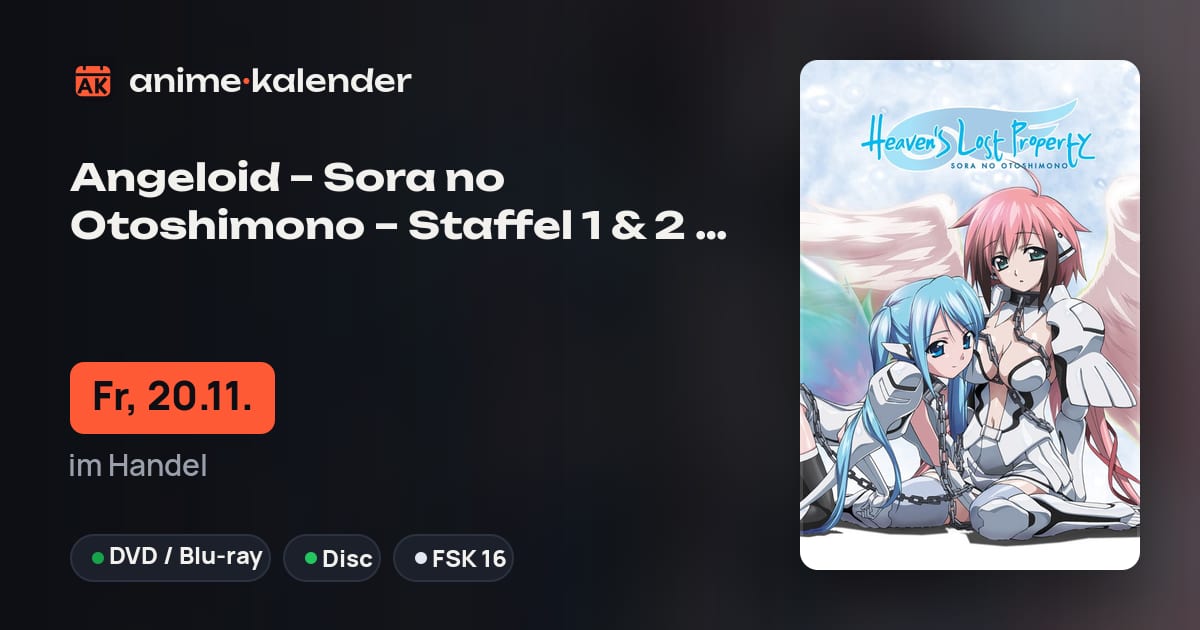 AK anime·kalender
Angeloid – Sora no
Otoshimono – Staffel 1 & 2 ...
Fr, 20.11.
im Handel
DVD / Blu-ray
Disc
FSK 16
Heaven's Lost Property
SORA NO OTOSHIMONO